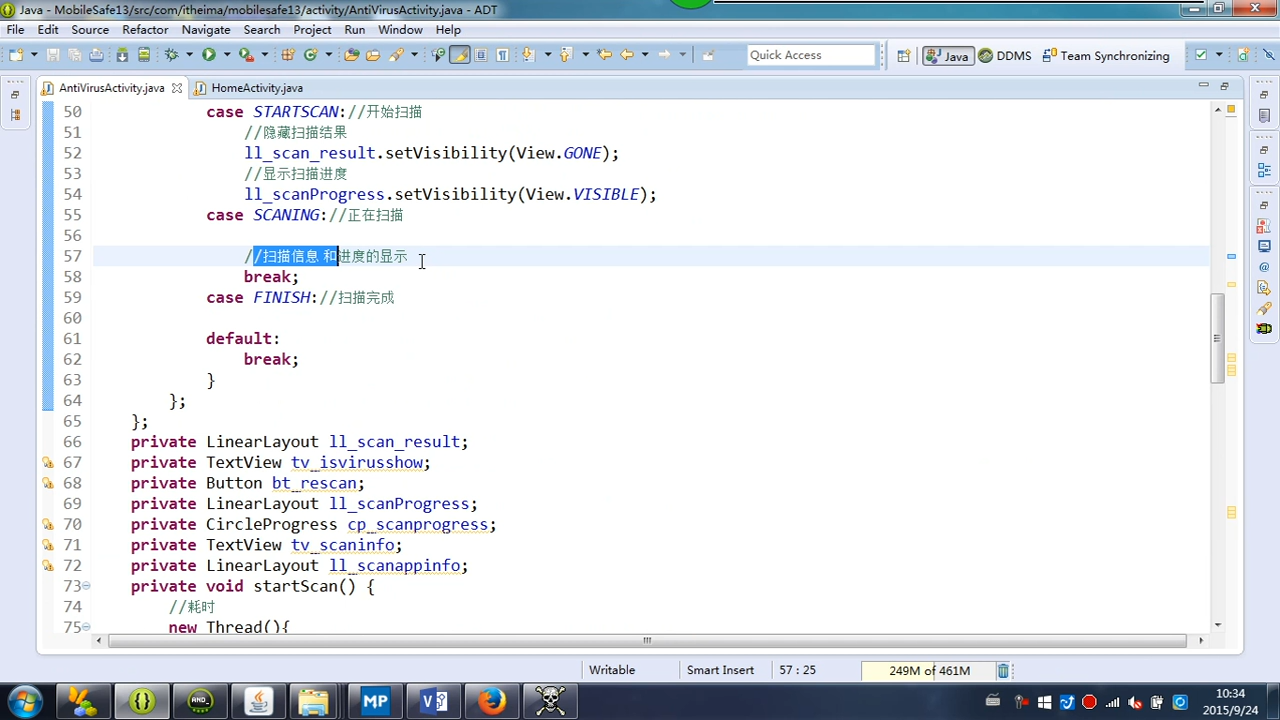 Java - MobileSafe13/src/com/itheima/mobilesafe13/activity/AntiVirusActivity.java - ADT
File Edit Source Refactor Navigate Search Project Run Window Help
Quick Access
Java
DDMS
Team Synchronizing
AntiVirusActivity.java
HomeActivity.java
50 case STARTSCAN://开始扫描
51 //隐藏扫描结果
52 ll_scan_result.setVisibility(View.GONE);
53 //显示扫描进度
54 ll_scanProgress.setVisibility(View.VISIBLE);
55 case SCANING://正在扫描
56
57 //扫描信息 和进度的显示
58 break;
59 case FINISH://扫描完成
60
61 default:
62 break;
63 }
64 };
65 };
66 private LinearLayout ll_scan_result;
67 private TextView tv_isvirusshow;
68 private Button bt_rescan;
69 private LinearLayout ll_scanProgress;
70 private CircleProgress cp_scanprogress;
71 private TextView tv_scaninfo;
72 private LinearLayout ll_scanappinfo;
73 private void startScan() {
74 //耗时
75 new Thread(){
Writable
Smart Insert
57 : 25
249M of 461M
MP
10:34
2015/9/24